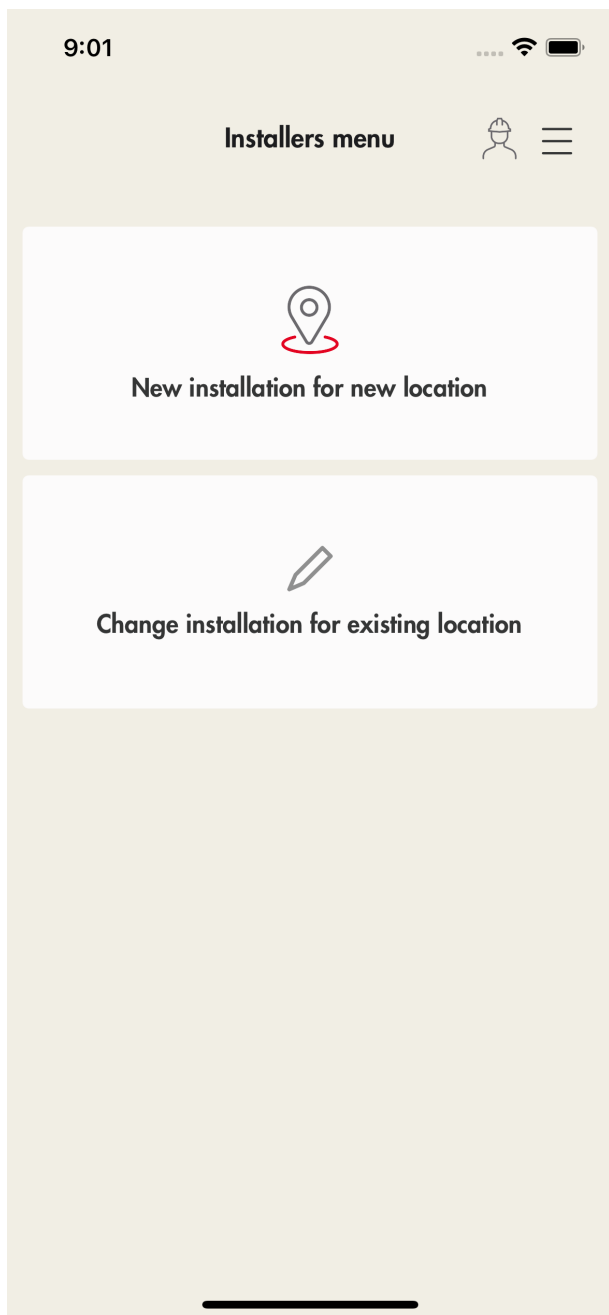 9:01
Installers menu
New installation for new location
Change installation for existing location